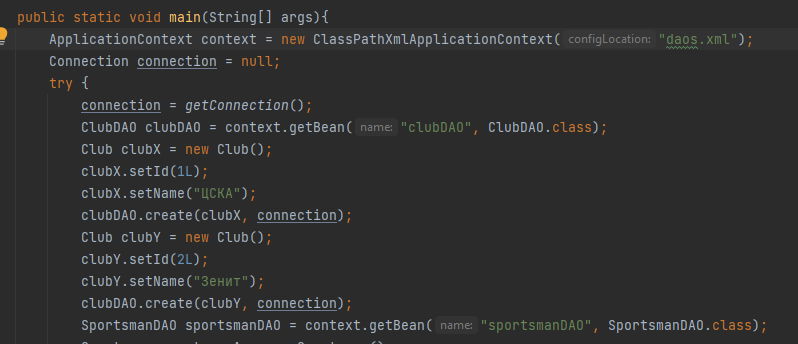 public static void main(String[] args){
ApplicationContext context = new ClassPathXmlApplicationContext( configLocation: "daos.xml");
Connection connection = null;
try {
connection = getConnection();
ClubDAO clubDAO = context.getBean( name: "clubDAO", ClubDAO.class);
Club clubX = new Club();
clubX.setId(1L);
clubX.setName("ЦСКА");
clubDAO.create(clubX, connection);
Club clubY = new Club();
clubY.setId(2L);
clubY.setName("Зенит");
clubDAO.create(clubY, connection);
SportsmanDAO sportsmanDAO = context.getBean( name: "sportsmanDAO", SportsmanDAO.class);